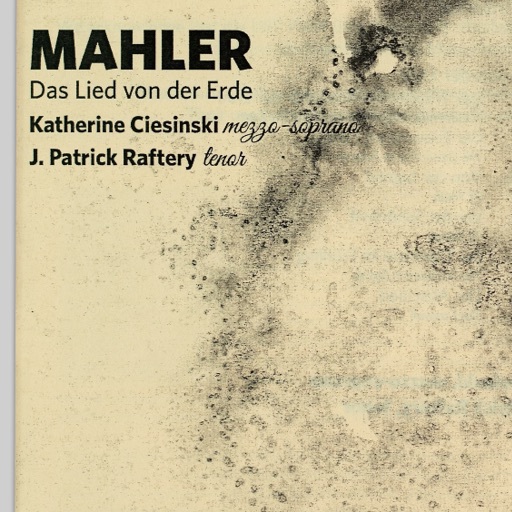 MAHLER
Das Lied von der Erde
Katherine Ciesinski mezzo-soprano
J. Patrick Raftery tenor